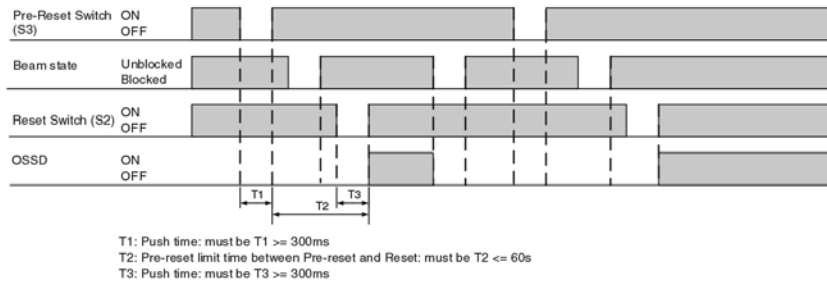 Pre-Reset Switch ON
(S3) OFF
Beam state Unblocked
Blocked
Reset Switch (S2) ON
OFF
OSSD ON
OFF
T1 T3
T2
T1: Push time: must be T1 >= 300ms
T2: Pre-reset limit time between Pre-reset and Reset: must be T2 <= 60s
T3: Push time: must be T3 >= 300ms